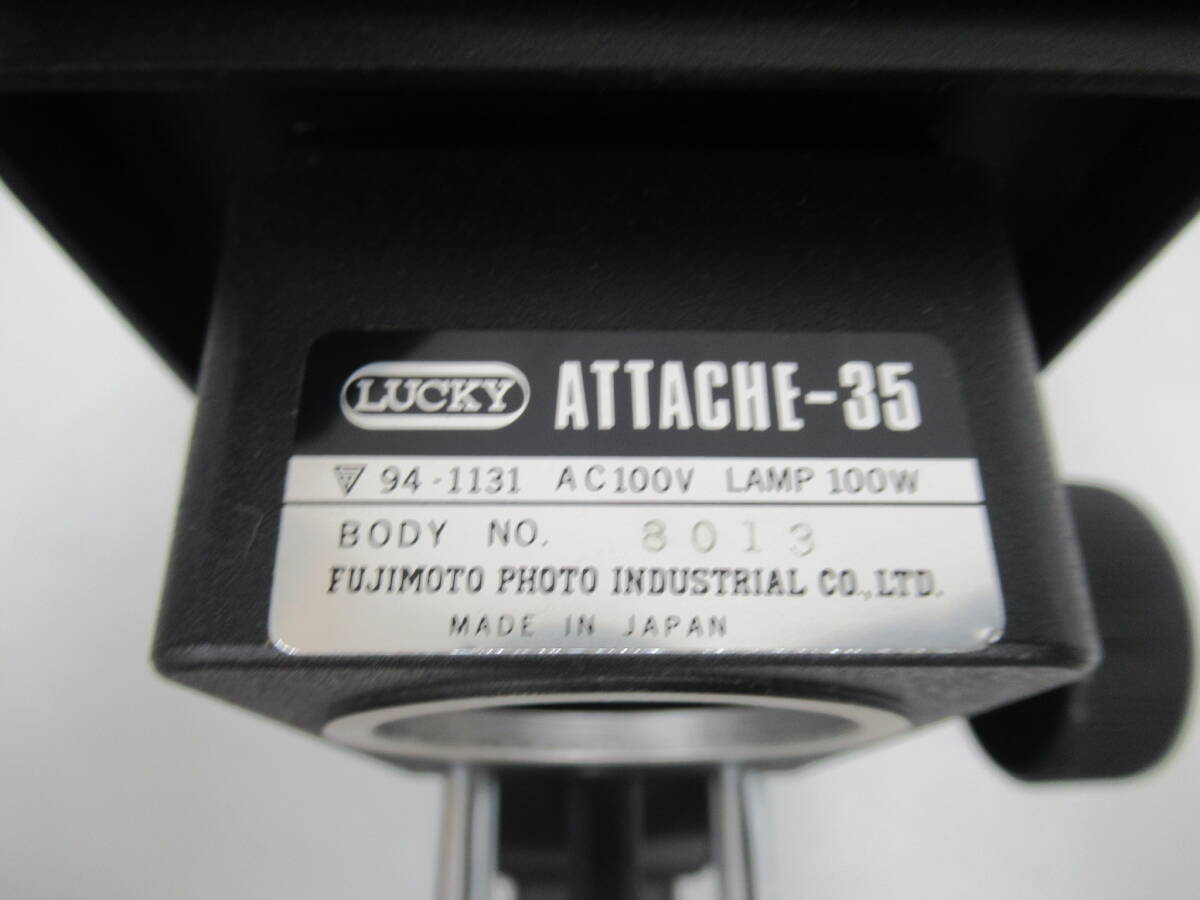 LUCKY ATTACHE-35
94-1131 AC100V LAMP 100W
BODY NO. 8013
FUJIMOTO PHOTO INDUSTRIAL CO.,LTD.
MADE IN JAPAN